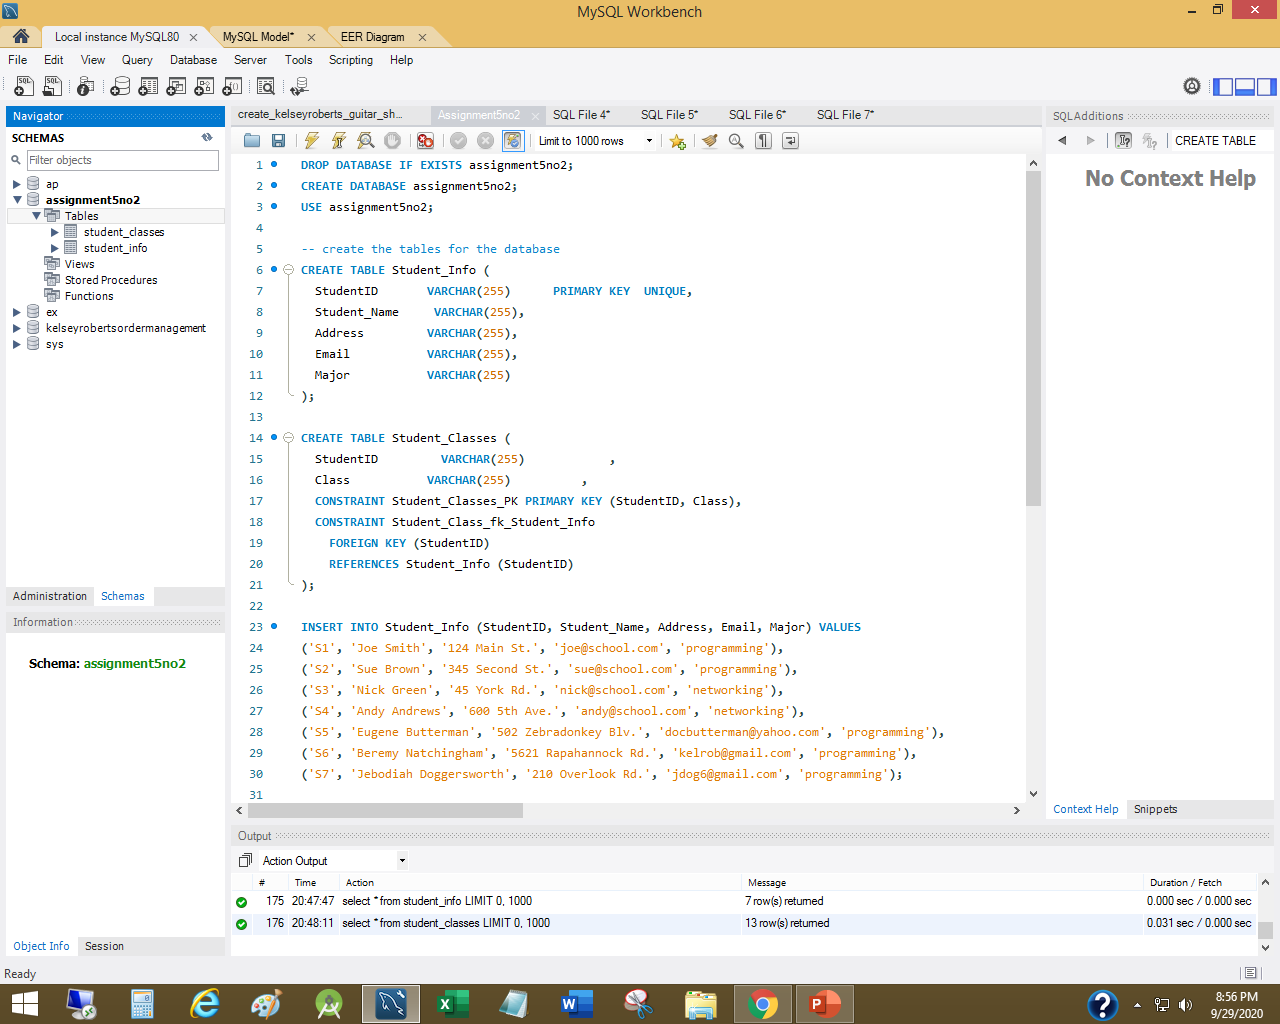 MySQL Workbench
Local instance MySQL80
MySQL Model*
EER Diagram
File Edit View Query Database Server Tools Scripting Help
Navigator
SCHEMAS
Filter objects
ap
assignment5no2
Tables
student_classes
student_info
Views
Stored Procedures
Functions
ex
kelseyrobertsordermanagement
sys
Administration Schemas
Information
Schema: assignment5no2
Object Info Session
create_kelseyroberts_guitar_sh... Assignment5no2 SQL File 4* SQL File 5* SQL File 6* SQL File 7*
Limit to 1000 rows
1 DROP DATABASE IF EXISTS assignment5no2;
2 CREATE DATABASE assignment5no2;
3 USE assignment5no2;
4
5 -- create the tables for the database
6 CREATE TABLE Student_Info (
7 StudentID VARCHAR(255) PRIMARY KEY UNIQUE,
8 Student_Name VARCHAR(255),
9 Address VARCHAR(255),
10 Email VARCHAR(255),
11 Major VARCHAR(255)
12 );
13
14 CREATE TABLE Student_Classes (
15 StudentID VARCHAR(255) ,
16 Class VARCHAR(255) ,
17 CONSTRAINT Student_Classes_PK PRIMARY KEY (StudentID, Class),
18 CONSTRAINT Student_Class_fk_Student_Info
19 FOREIGN KEY (StudentID)
20 REFERENCES Student_Info (StudentID)
21 );
22
23 INSERT INTO Student_Info (StudentID, Student_Name, Address, Email, Major) VALUES
24 ('S1', 'Joe Smith', '124 Main St.', 'joe@school.com', 'programming'),
25 ('S2', 'Sue Brown', '345 Second St.', 'sue@school.com', 'programming'),
26 ('S3', 'Nick Green', '45 York Rd.', 'nick@school.com', 'networking'),
27 ('S4', 'Andy Andrews', '600 5th Ave.', 'andy@school.com', 'networking'),
28 ('S5', 'Eugene Butterman', '502 Zebradonkey Blv.', 'docbutterman@yahoo.com', 'programming'),
29 ('S6', 'Beremy Natchingham', '5621 Rapahannock Rd.', 'kelrob@gmail.com', 'programming'),
30 ('S7', 'Jebodiah Doggersworth', '210 Overlook Rd.', 'jdog6@gmail.com', 'programming');
31
SQLAdditions
CREATE TABLE
No Context Help
Context Help Snippets
Output
Action Output
# Time Action Message Duration / Fetch
175 20:47:47 select * from student_info LIMIT 0, 1000 7 row(s) returned 0.000 sec / 0.000 sec
176 20:48:11 select * from student_classes LIMIT 0, 1000 13 row(s) returned 0.031 sec / 0.000 sec
Ready
8:56 PM
9/29/2020